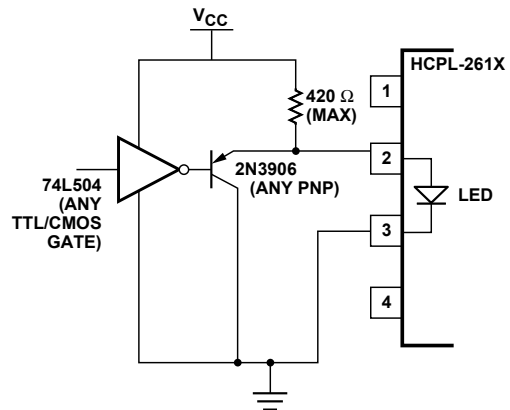 VCC
HCPL-261X
1
420 Ω
(MAX)
2
2N3906
(ANY PNP)
74L504
(ANY
TTL/CMOS
GATE)
LED
3
4